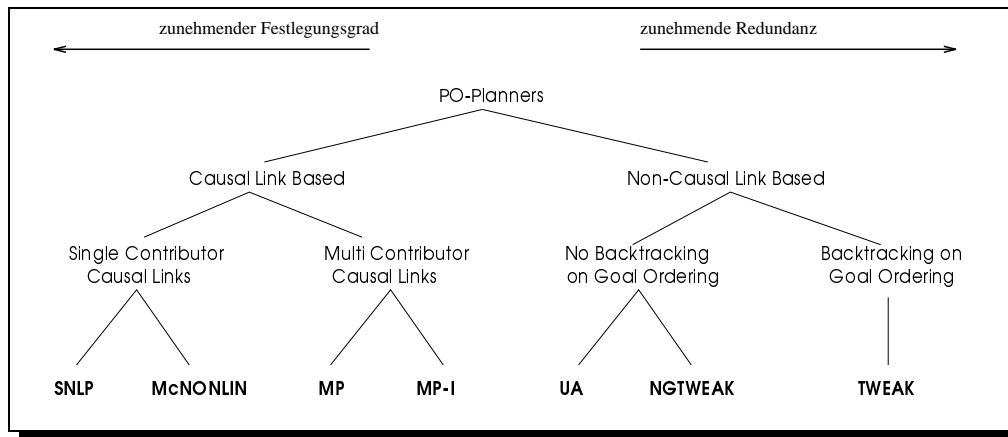 zunehmender Festlegungsgrad
zunehmende Redundanz
PO-Planners
Causal Link Based
Non-Causal Link Based
Single Contributor
Causal Links
Multi Contributor
Causal Links
No Backtracking
on Goal Ordering
Backtracking on
Goal Ordering
SNLP
McNONLIN
MP
MP-I
UA
NGTWEAK
TWEAK